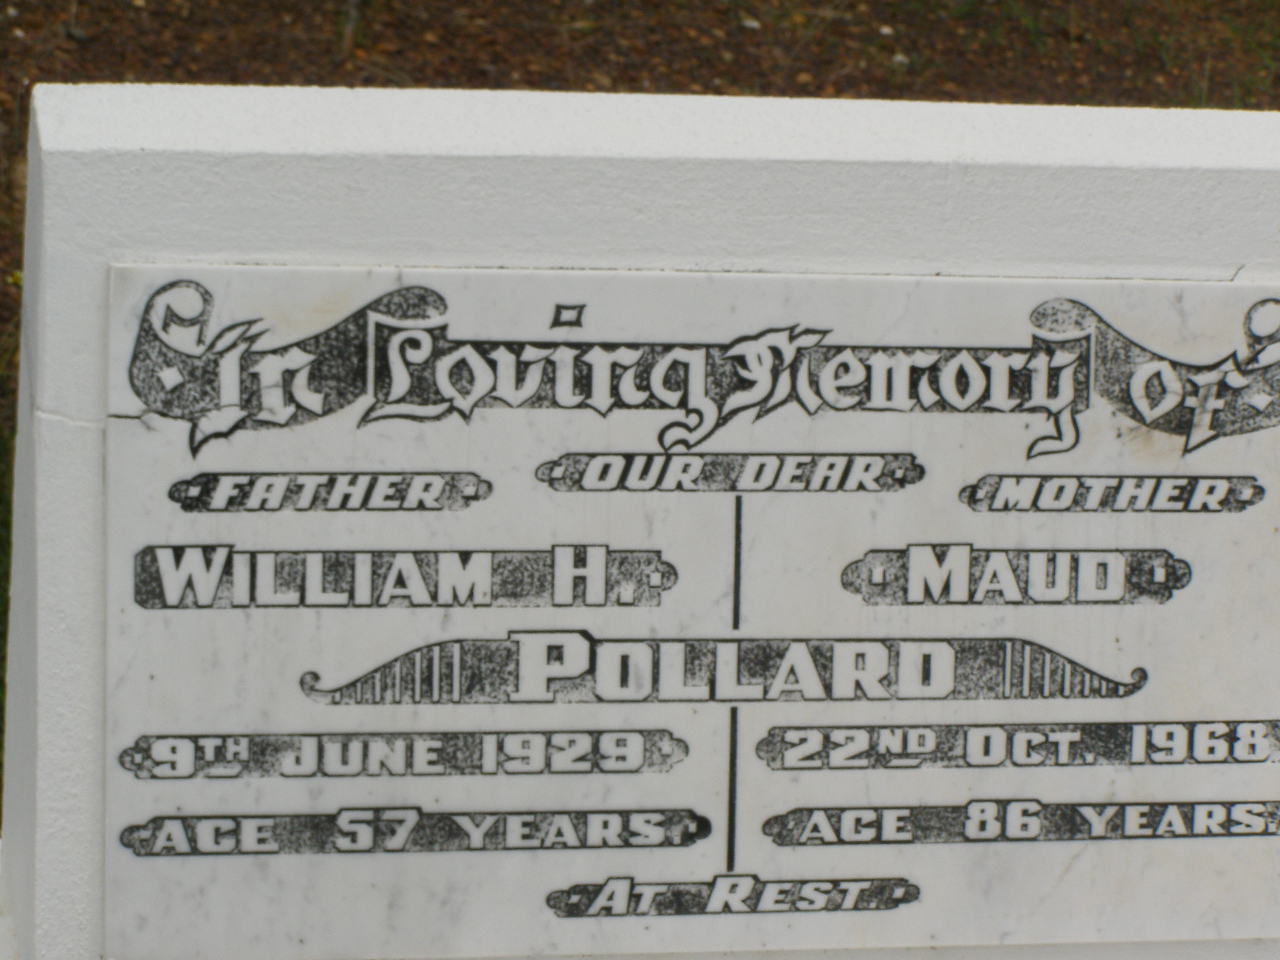 In Loving Memory of
OUR DEAR
FATHER MOTHER
WILLIAM H. MAUD
POLLARD
9TH JUNE 1929 22ND OCT. 1968
AGE 57 YEARS. AGE 86 YEARS.
AT REST.